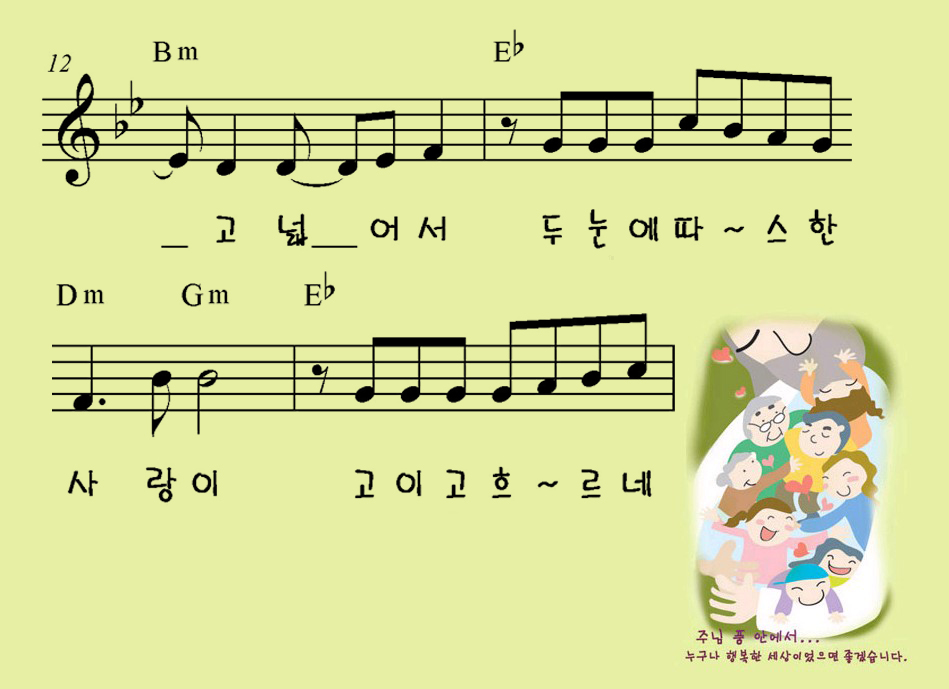 12 Bm E♭
_ 고 넓__ 어 서 두 눈 에 따 ~ 스 한
Dm Gm E♭
사 랑 이 고 이 고 흐 ~ 르 네
주님 품 안에서...
누구나 행복한 세상이였으면 좋겠습니다.